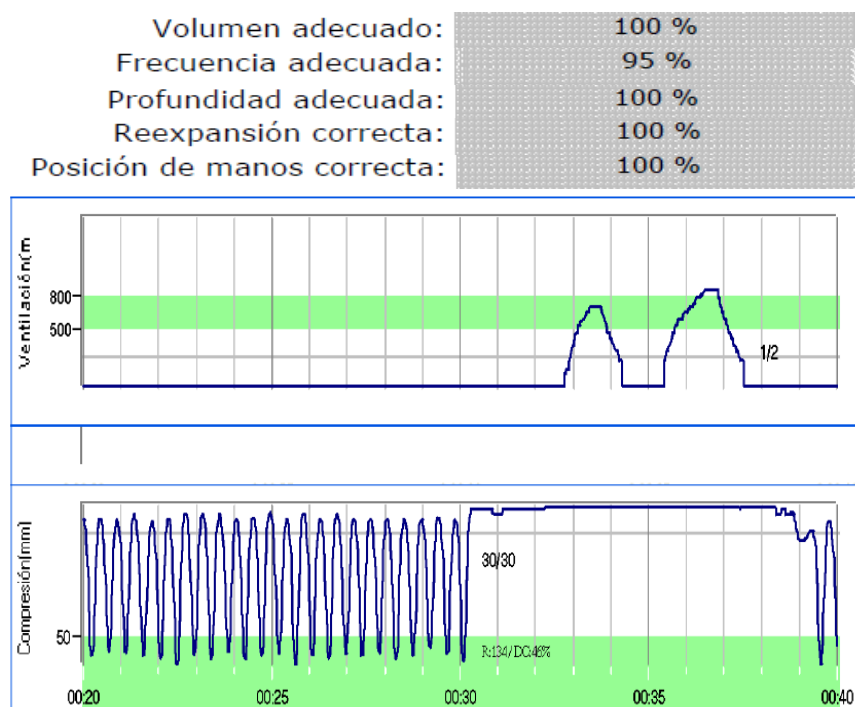 Volumen adecuado: 100 %
Frecuencia adecuada: 95 %
Profundidad adecuada: 100 %
Reexpansión correcta: 100 %
Posición de manos correcta: 100 %
Ventilación(m
800
500
1/2
Compresión(mm)
50
30/30
R:134/DC:46%
00:20 00:25 00:30 00:35 00:40